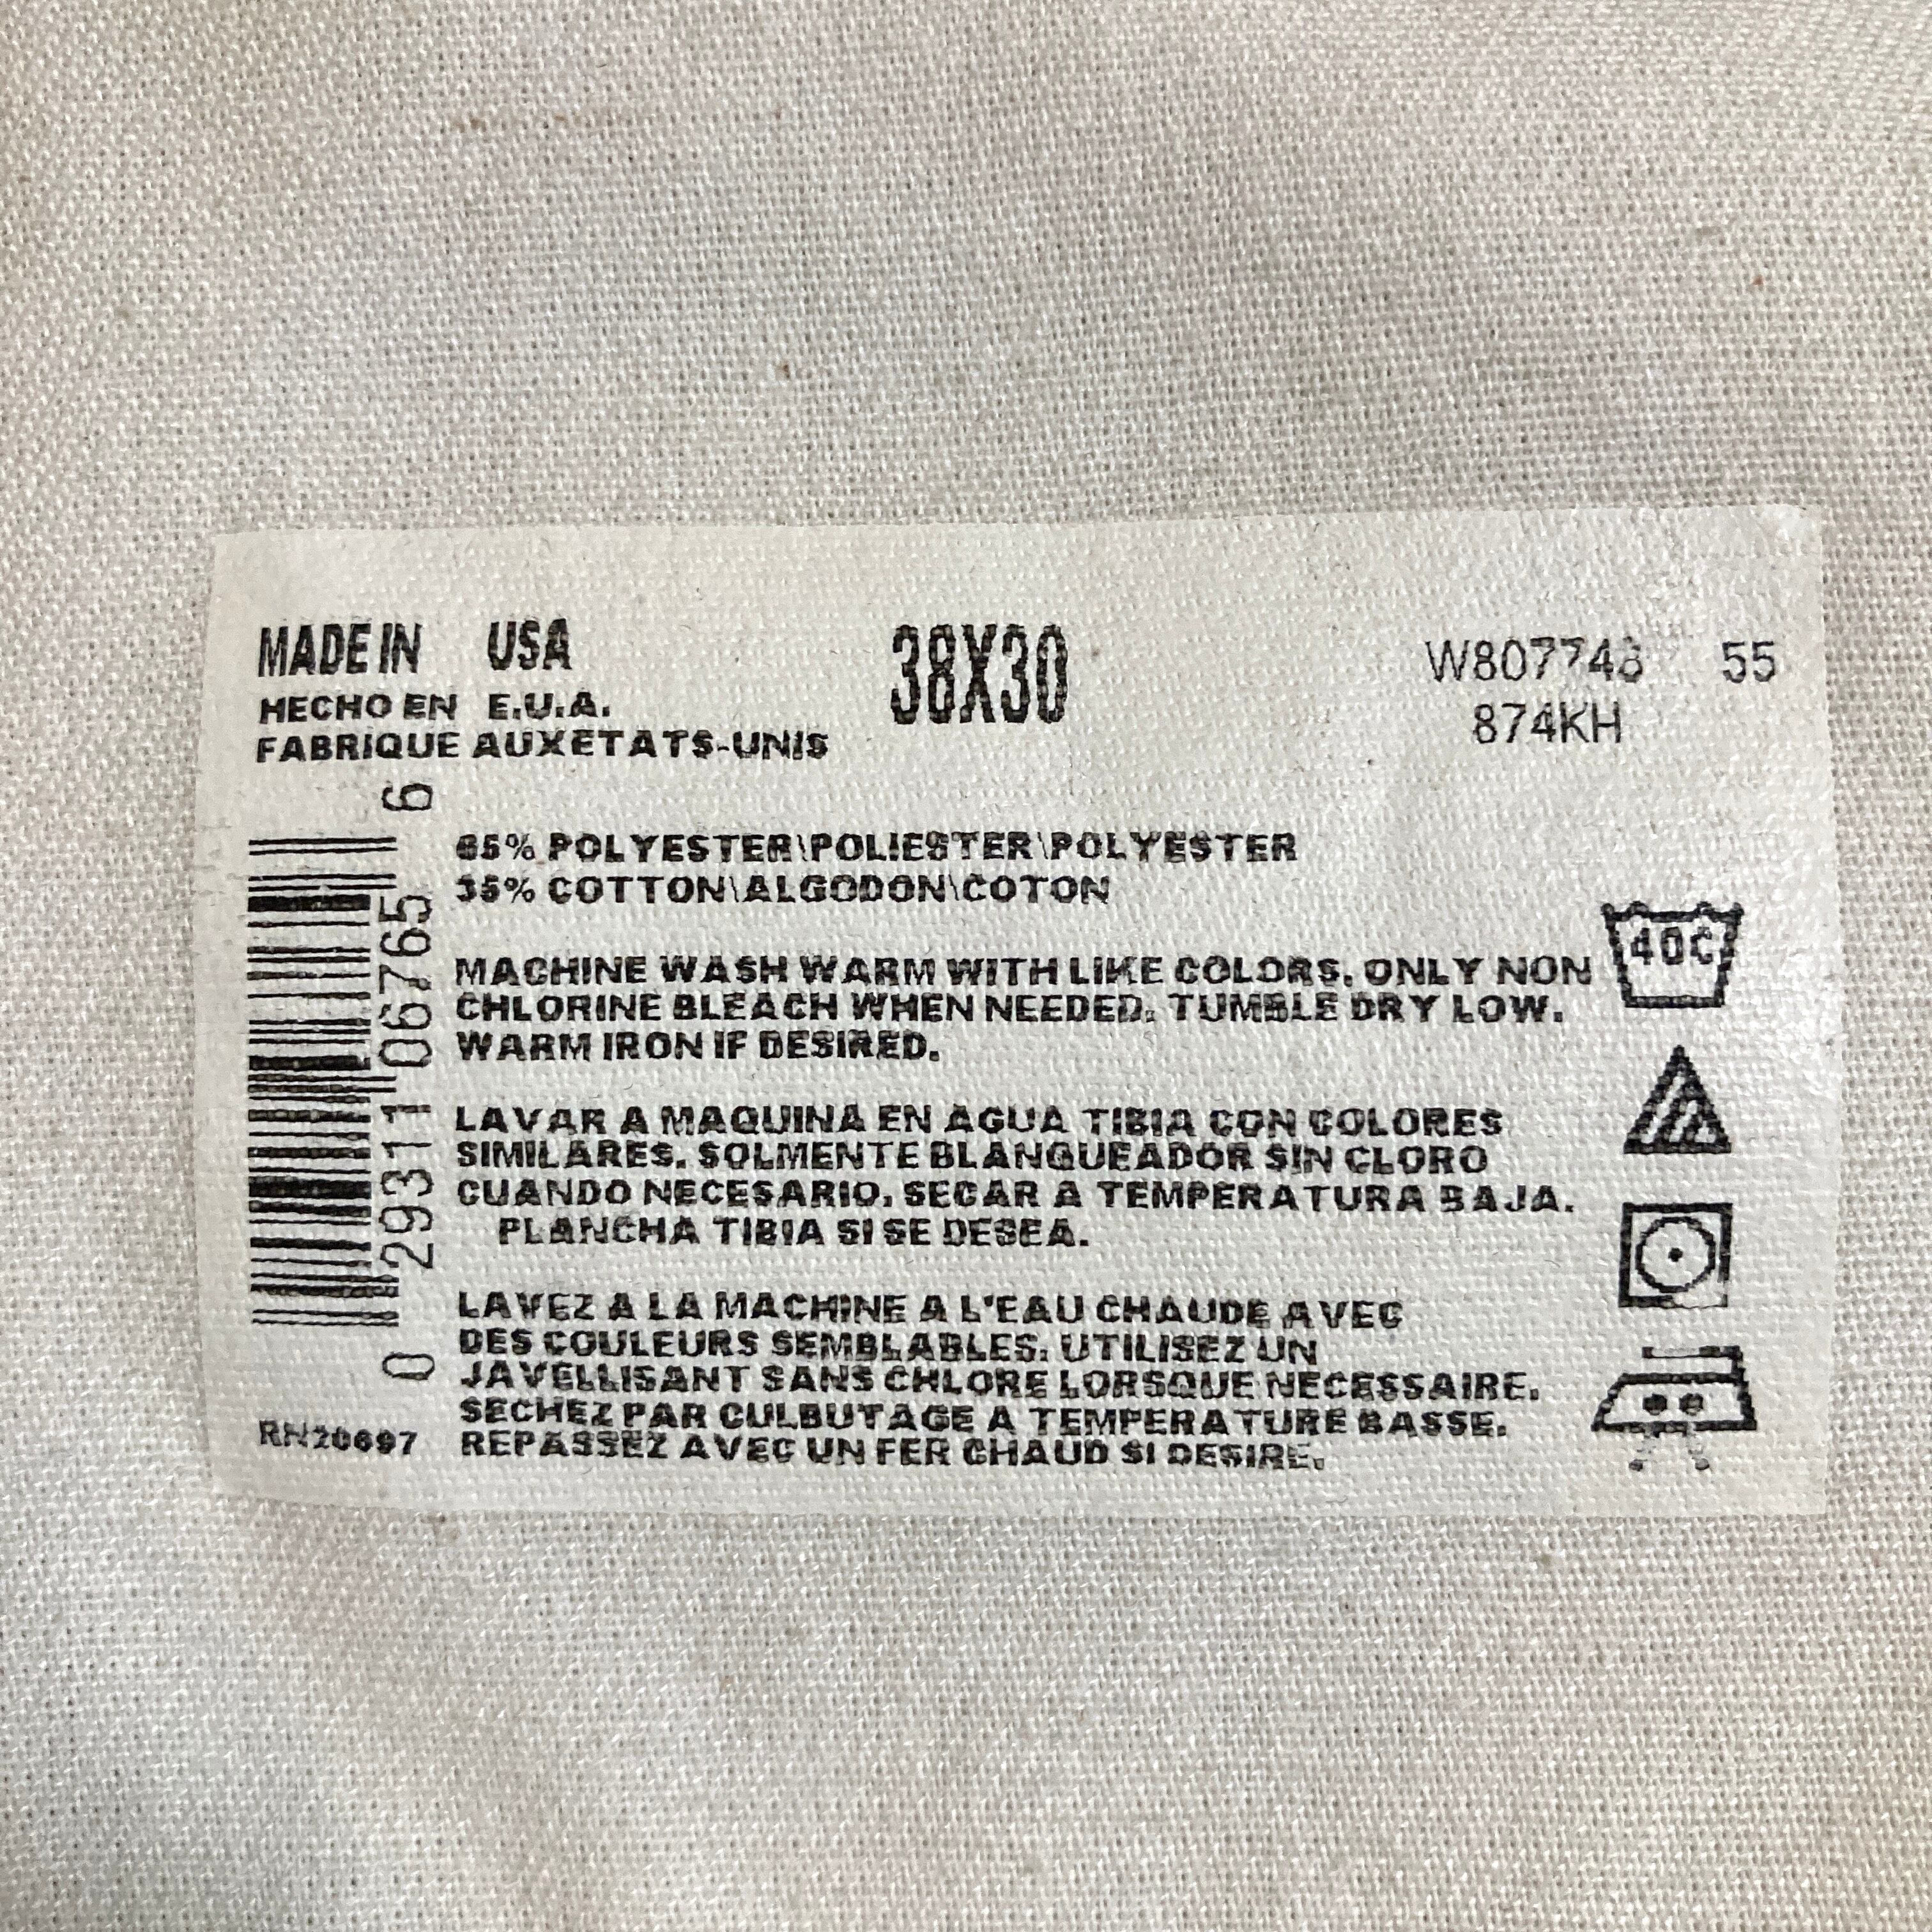 MADE IN USA
HECHO EN E.U.A.
FABRIQUE AUXETATS-UNIS
38X30
W807748 55
874KH
0 29311 06765 6
65% POLYESTER\POLIESTER\POLYESTER
35% COTTON\ALGODON\COTON
MACHINE WASH WARM WITH LIKE COLORS. ONLY NON
CHLORINE BLEACH WHEN NEEDED. TUMBLE DRY LOW.
WARM IRON IF DESIRED.
LAVAR A MAQUINA EN AGUA TIBIA CON COLORES
SIMILARES. SOLMENTE BLANQUEADOR SIN CLORO
CUANDO NECESARIO. SECAR A TEMPERATURA BAJA.
PLANCHA TIBIA SI SE DESEA.
LAVEZ A LA MACHINE A L'EAU CHAUDE AVEC
DES COULEURS SEMBLABLES. UTILISEZ UN
JAVELLISANT SANS CHLORE LORSQUE NECESSAIRE.
SECHEZ PAR CULBUTAGE A TEMPERATURE BASSE.
REPASSEZ AVEC UN FER CHAUD SI DESIRE.
RN20697
40C